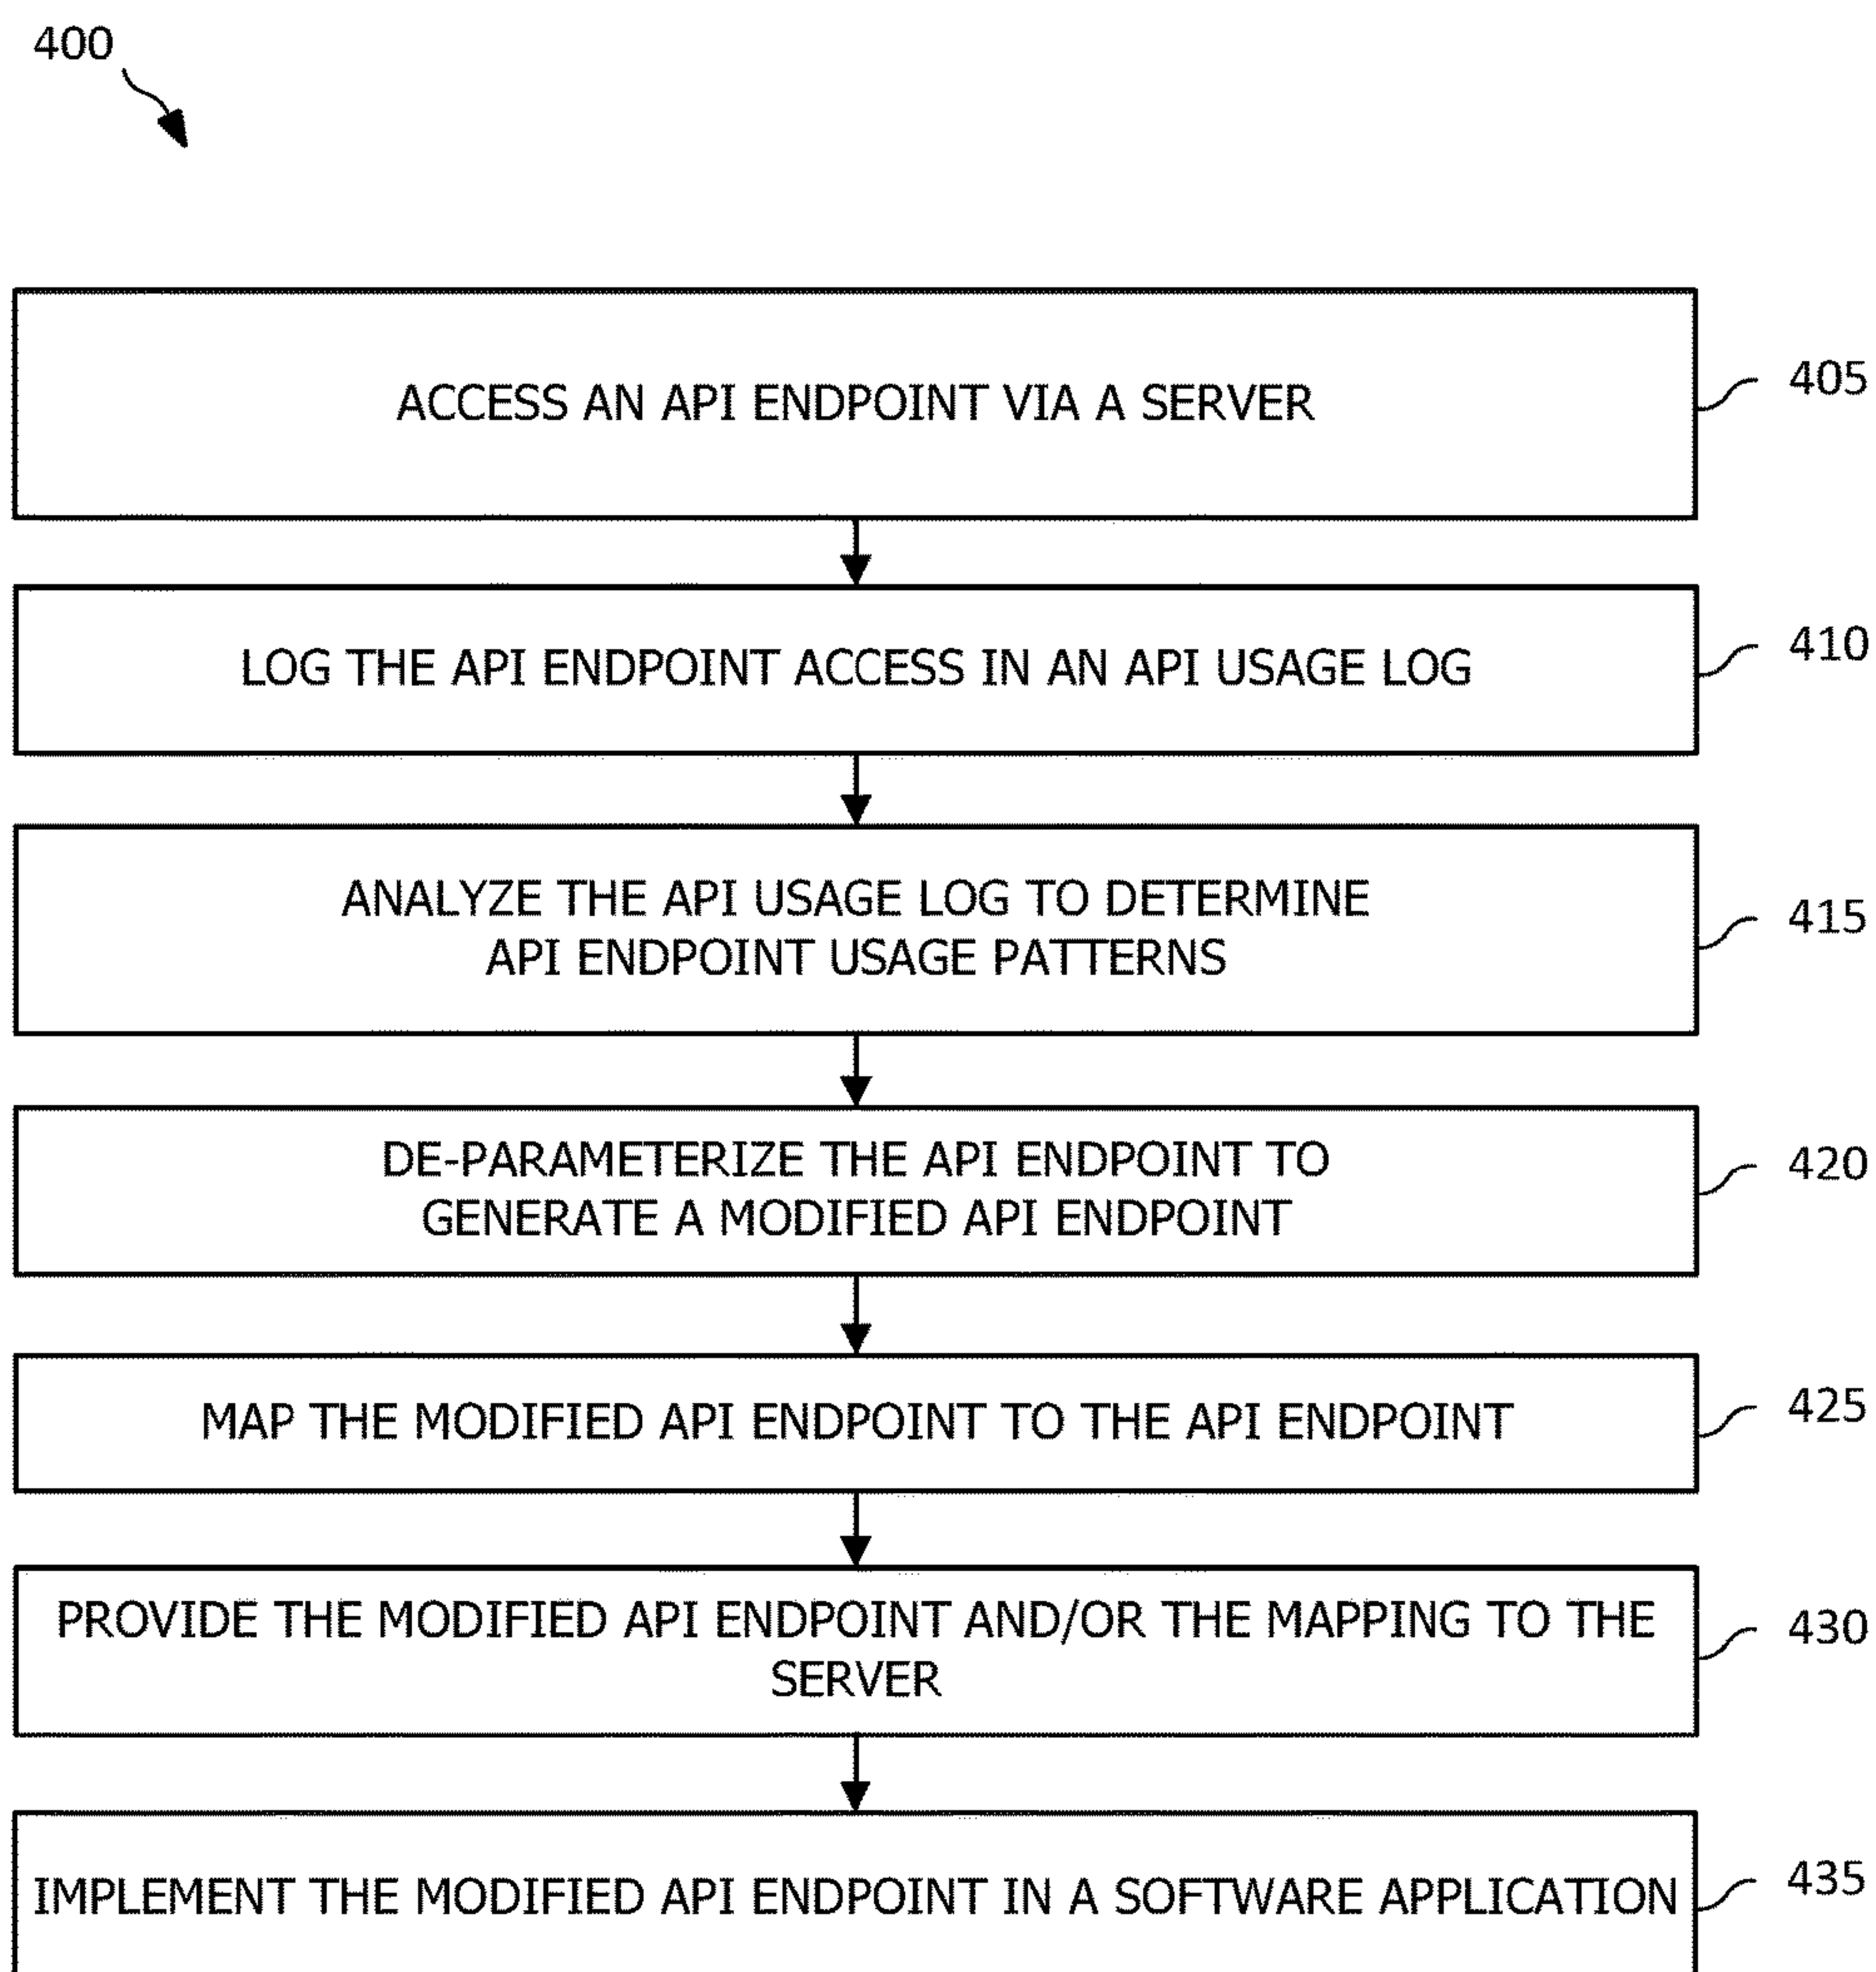 400
ACCESS AN API ENDPOINT VIA A SERVER
405
LOG THE API ENDPOINT ACCESS IN AN API USAGE LOG
410
ANALYZE THE API USAGE LOG TO DETERMINE
API ENDPOINT USAGE PATTERNS
415
DE-PARAMETERIZE THE API ENDPOINT TO
GENERATE A MODIFIED API ENDPOINT
420
MAP THE MODIFIED API ENDPOINT TO THE API ENDPOINT
425
PROVIDE THE MODIFIED API ENDPOINT AND/OR THE MAPPING TO THE
SERVER
430
IMPLEMENT THE MODIFIED API ENDPOINT IN A SOFTWARE APPLICATION
435